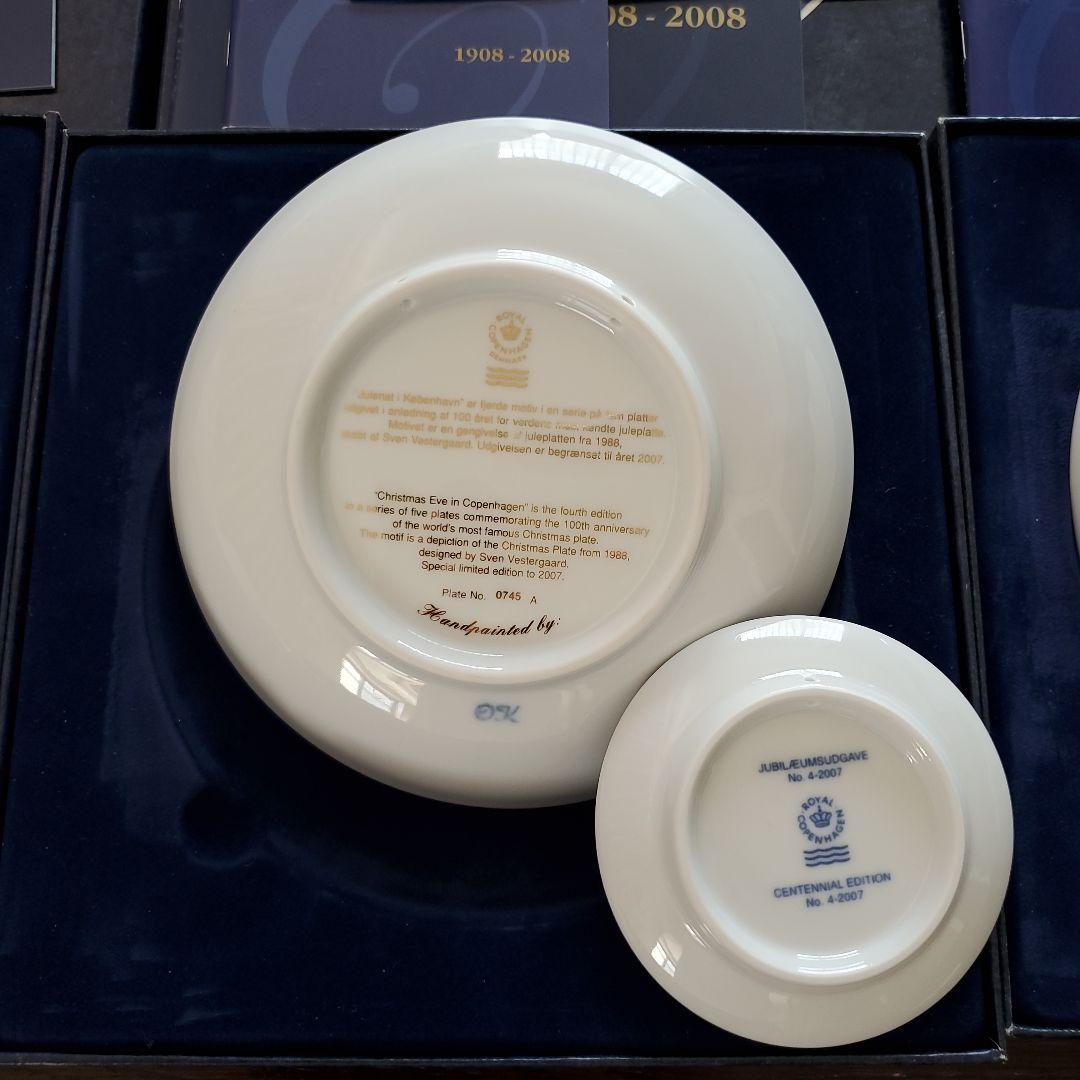 1908 - 2008
08 - 2008
ROYAL COPENHAGEN
DENMARK
"Julenat i København" er fjerde motiv i en serie på fem platter
udgivet i anledning af 100 året for verdens mest kendte juleplatte.
Motivet er en gengivelse af juleplatten fra 1988,
skabt af Sven Vestergaard. Udgivelsen er begrænset til året 2007.
"Christmas Eve in Copenhagen" is the fourth edition
in a series of five plates commemorating the 100th anniversary
of the world's most famous Christmas plate.
The motif is a depiction of the Christmas Plate from 1988,
designed by Sven Vestergaard.
Special limited edition to 2007.
Plate No. 0745 A
Handpainted by:
OK
JUBILÆUMSUDGAVE
No. 4-2007
ROYAL COPENHAGEN
CENTENNIAL EDITION
No. 4-2007